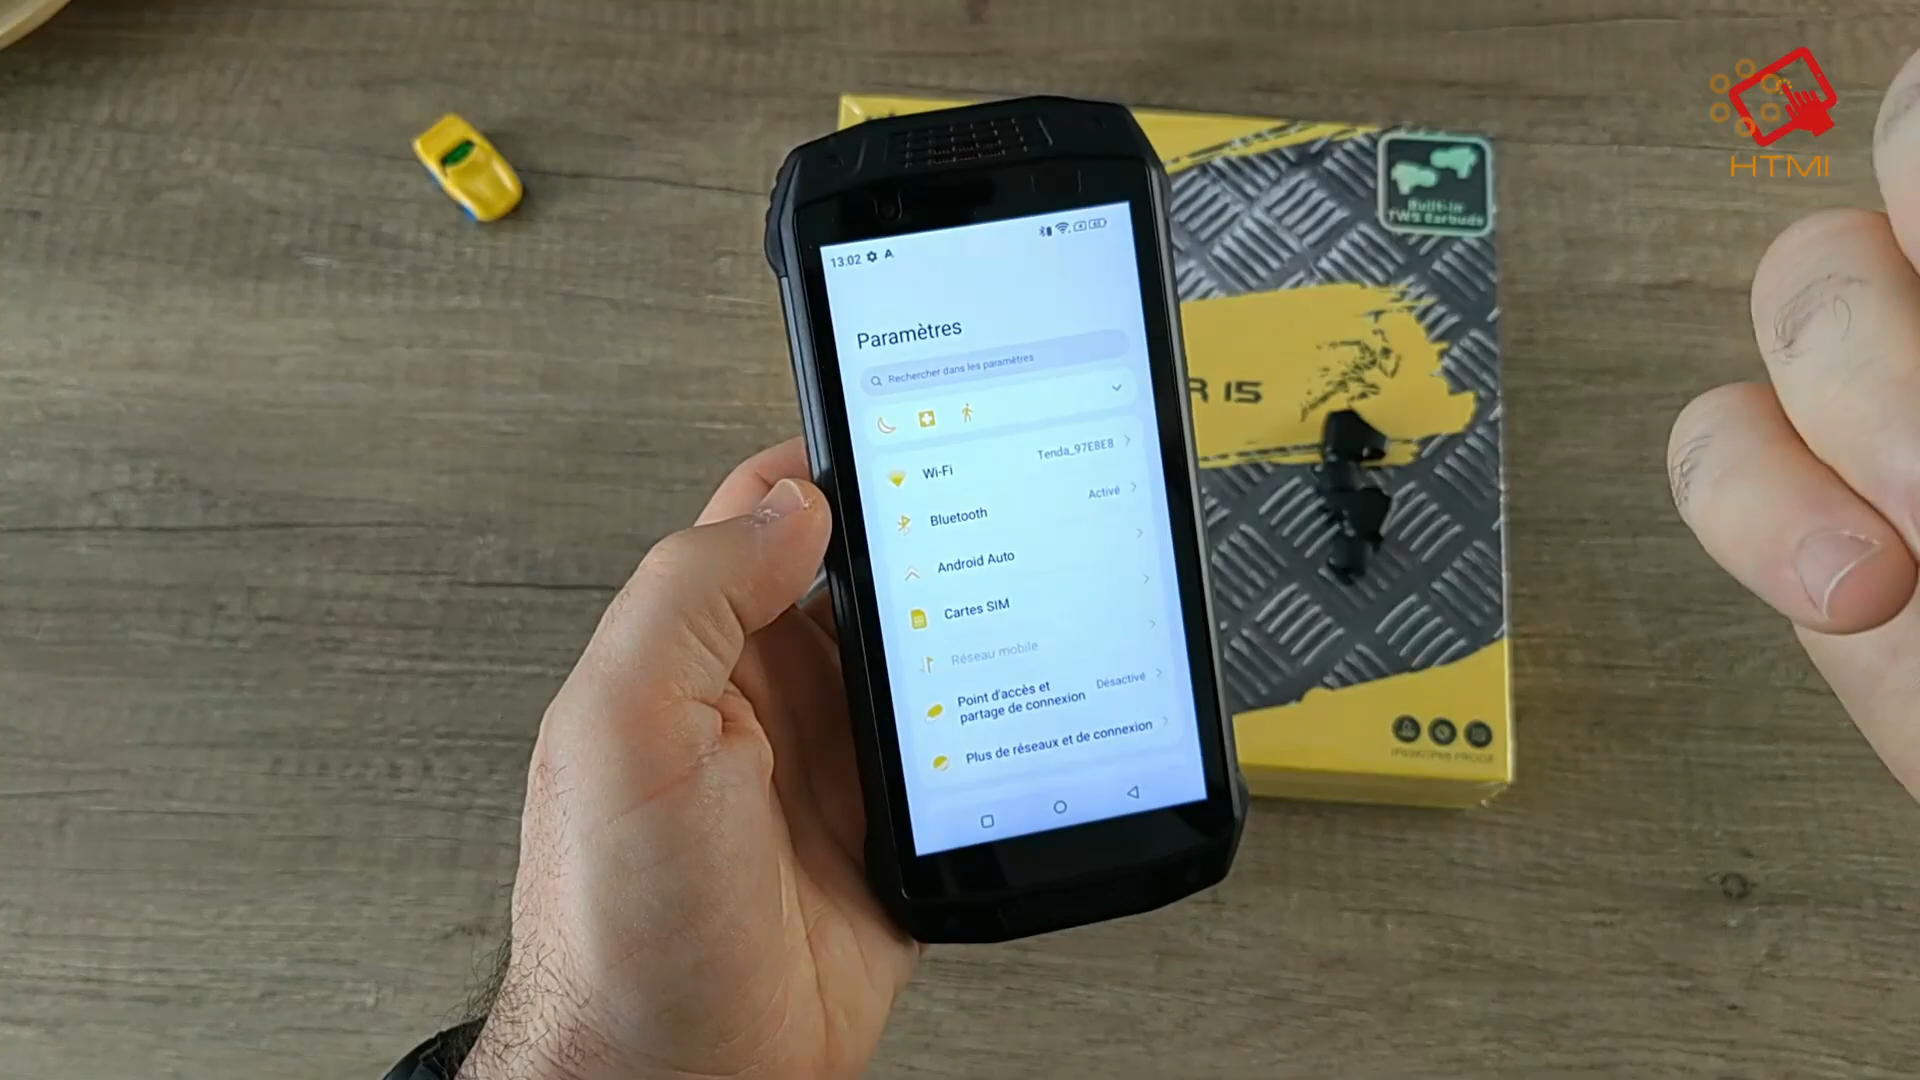 HTMI
Built-in
TWS Earbuds
13.02
Paramètres
Rechercher dans les paramètres
Wi-Fi
Tenda_97E8E8
Bluetooth
Activé
Android Auto
Cartes SIM
Réseau mobile
Point d'accès et
partage de connexion
Désactivé
Plus de réseaux et de connexion
R 15